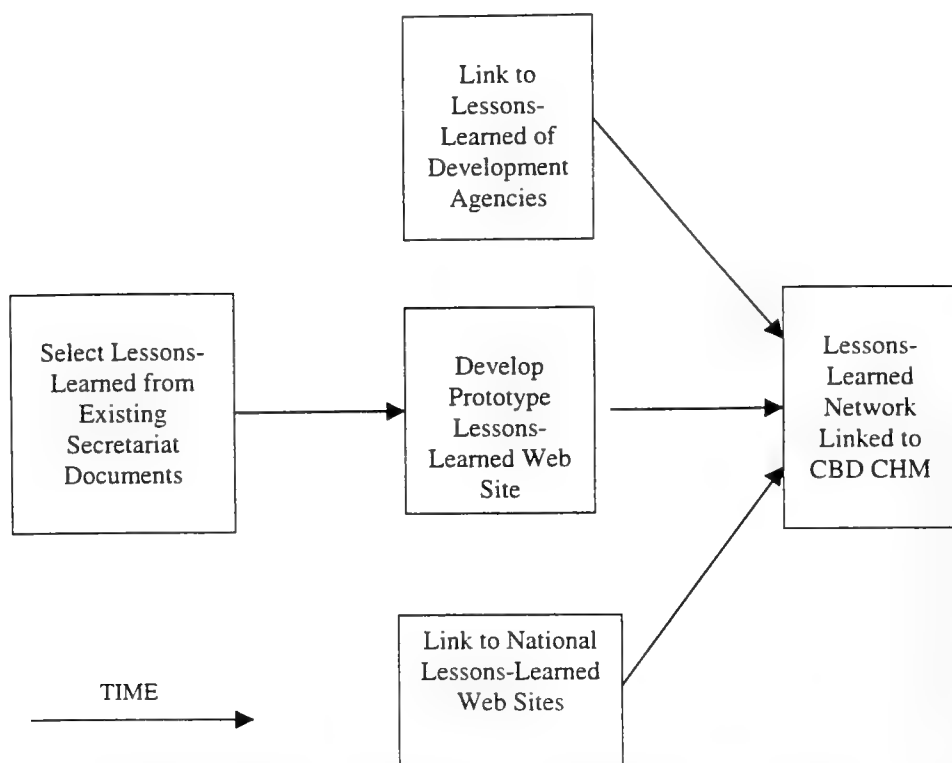 Link to
Lessons-
Learned of
Development
Agencies
Select Lessons-
Learned from
Existing
Secretariat
Documents
Develop
Prototype
Lessons-
Learned Web
Site
Lessons-
Learned
Network
Linked to
CBD CHM
Link to National
Lessons-Learned
Web Sites
TIME